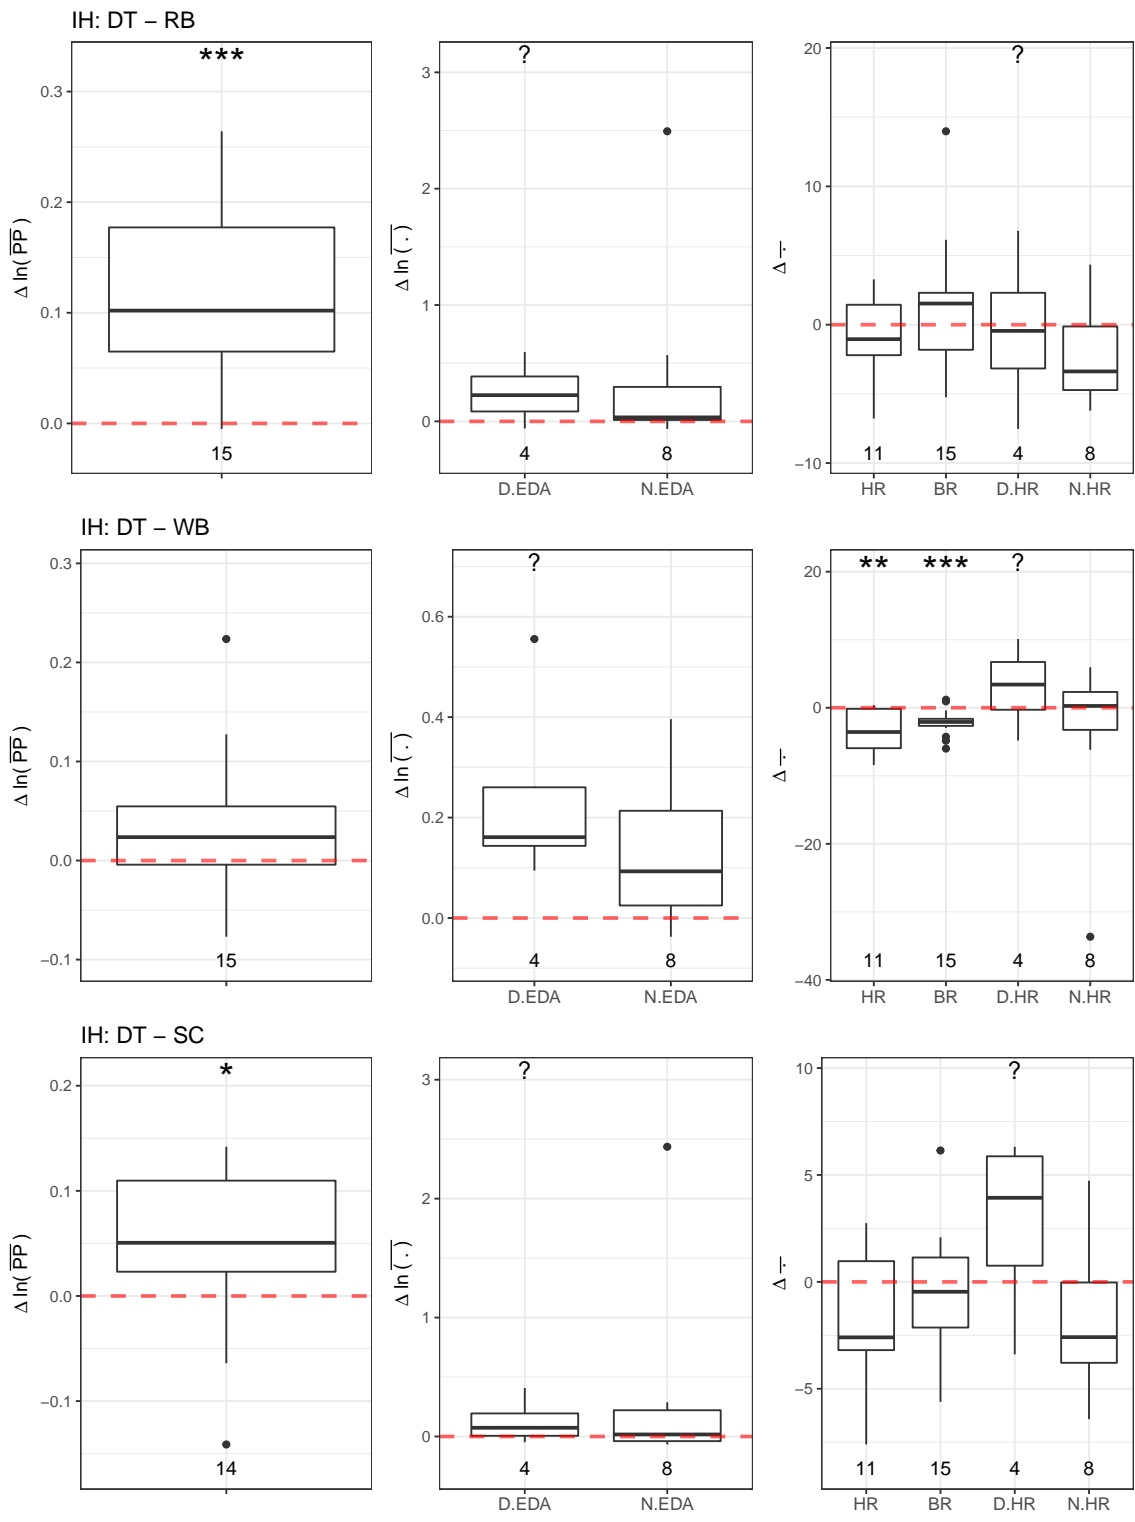 IH: DT – RB
Δ ln( PP )
0.3
0.2
0.1
0.0
***
15
Δ ln ( . )
3
2
1
0
?
4 8
D.EDA N.EDA
Δ .
20
10
0
−10
?
11 15 4 8
HR BR D.HR N.HR
IH: DT – WB
Δ ln( PP )
0.3
0.2
0.1
0.0
−0.1
15
Δ ln ( . )
0.6
0.4
0.2
0.0
?
4 8
D.EDA N.EDA
Δ .
20
0
−20
−40
** *** ?
11 15 4 8
HR BR D.HR N.HR
IH: DT – SC
Δ ln( PP )
0.2
0.1
0.0
−0.1
*
14
Δ ln ( . )
3
2
1
0
?
4 8
D.EDA N.EDA
Δ .
10
5
0
−5
?
11 15 4 8
HR BR D.HR N.HR